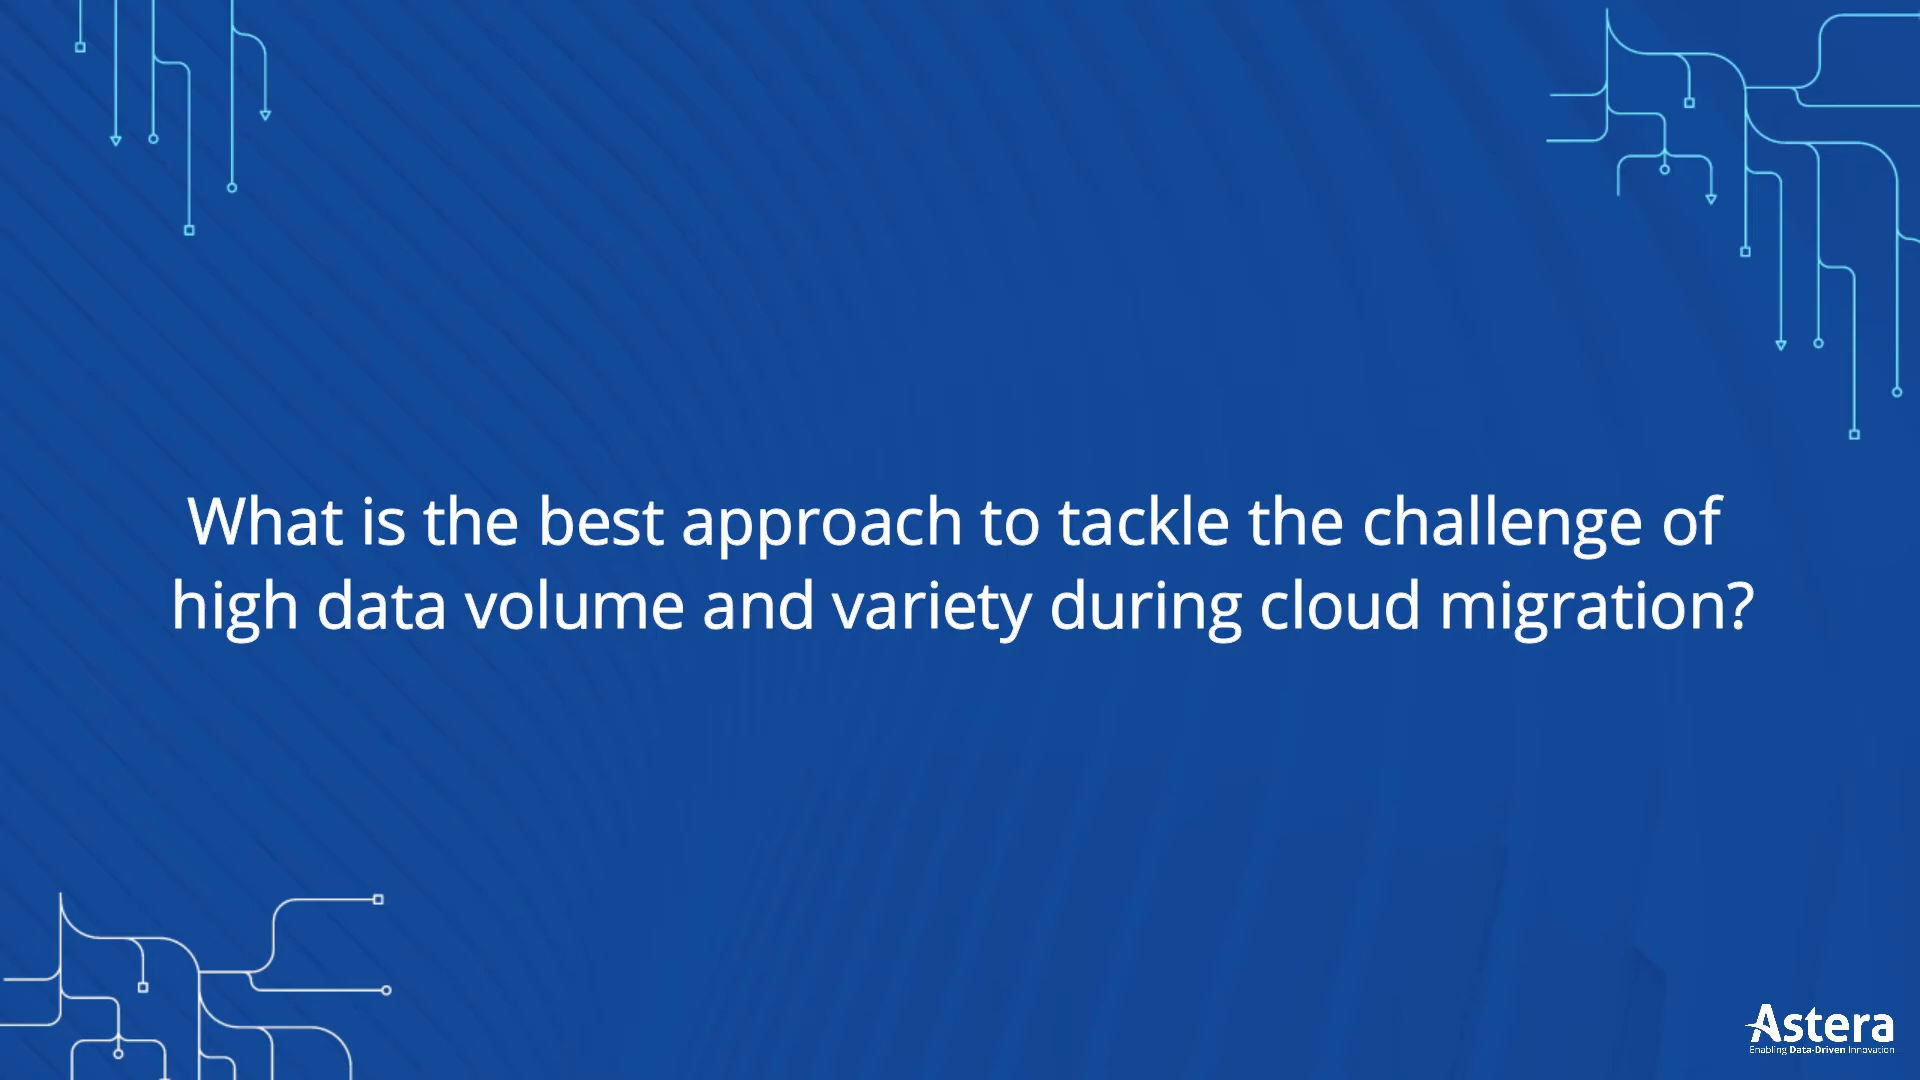 What is the best approach to tackle the challenge of
high data volume and variety during cloud migration?
Astera
Enabling Data-Driven Innovation